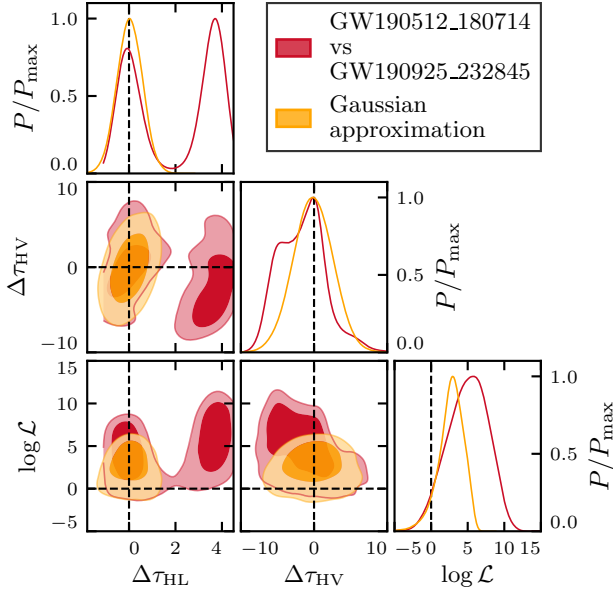 GW190512_180714
vs
GW190925_232845
Gaussian
approximation
P/P_max
1.0
0.5
0.0
Δτ_HV
10
0
−10
1.0
0.5
0.0
P/P_max
log ℒ
15
10
5
0
−5
1.0
0.5
0.0
P/P_max
0 2 4
Δτ_HL
−10 0 10
Δτ_HV
−5 0 5 10 15
log ℒ